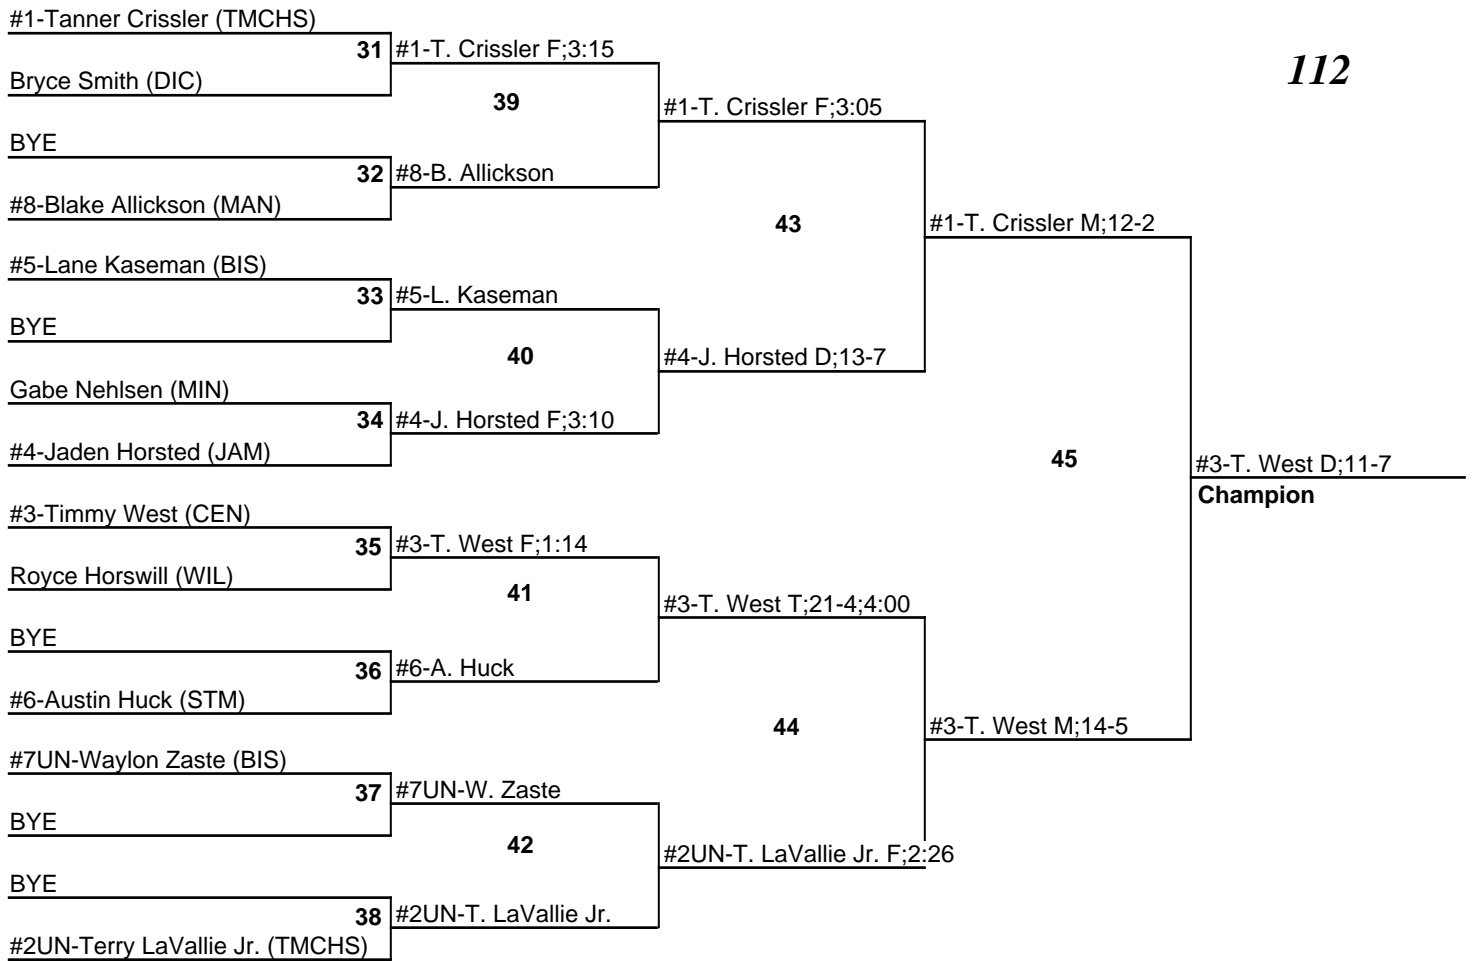 #1-Tanner Crissler (TMCHS)
31 #1-T. Crissler F;3:15
112
Bryce Smith (DIC)
39
#1-T. Crissler F;3:05
BYE
32 #8-B. Allickson
#8-Blake Allickson (MAN)
43
#1-T. Crissler M;12-2
#5-Lane Kaseman (BIS)
33 #5-L. Kaseman
BYE
40
#4-J. Horsted D;13-7
Gabe Nehlsen (MIN)
34 #4-J. Horsted F;3:10
#4-Jaden Horsted (JAM)
45
#3-T. West D;11-7
Champion
#3-Timmy West (CEN)
35 #3-T. West F;1:14
Royce Horswill (WIL)
41
#3-T. West T;21-4;4:00
BYE
36 #6-A. Huck
#6-Austin Huck (STM)
44
#3-T. West M;14-5
#7UN-Waylon Zaste (BIS)
37 #7UN-W. Zaste
BYE
42
#2UN-T. LaVallie Jr. F;2:26
BYE
38 #2UN-T. LaVallie Jr.
#2UN-Terry LaVallie Jr. (TMCHS)